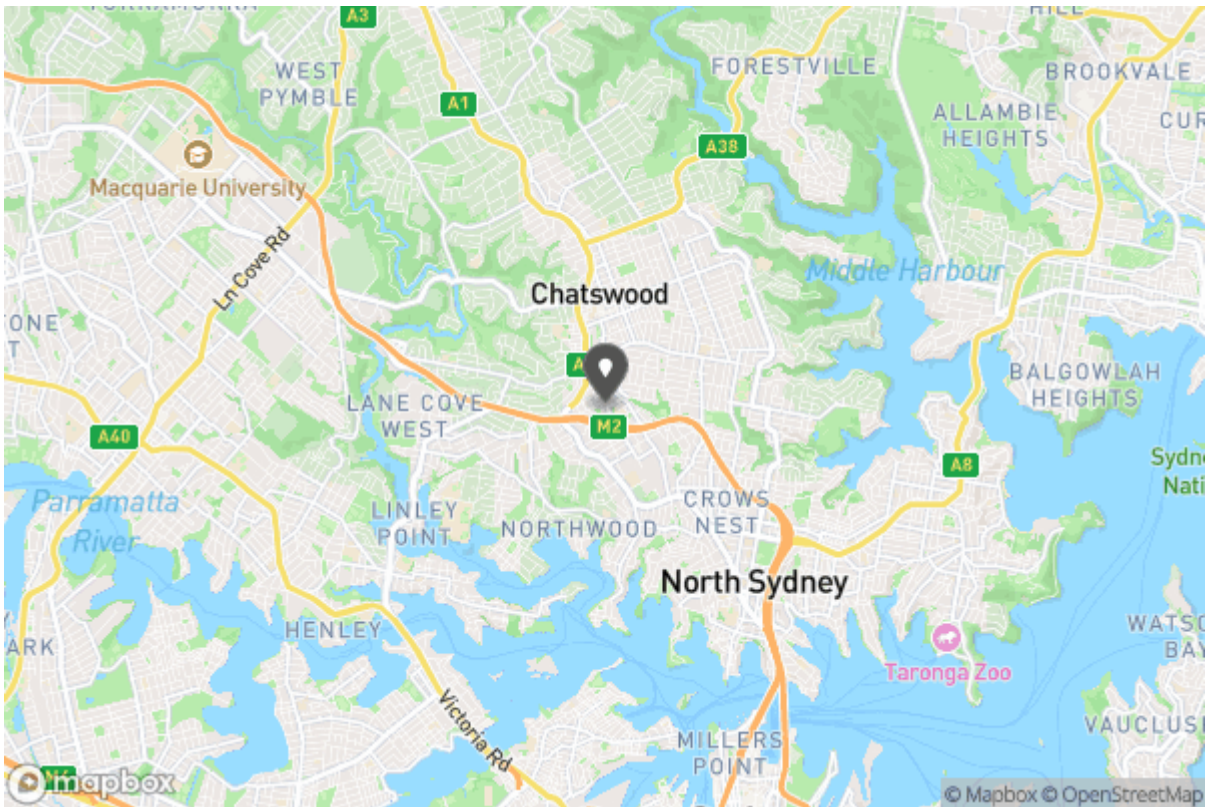 A3
HILL
WEST
PYMBLE
FORESTVILLE
BROOKVALE
A1
ALLAMBIE
HEIGHTS
A38
Macquarie University
Ln Cove Rd
Middle Harbour
Chatswood
BALGOWLAH
HEIGHTS
LANE COVE
WEST
M2
A40
A8
Parramatta
River
LINLEY
POINT
NORTHWOOD
CROWS
NEST
North Sydney
HENLEY
Taronga Zoo
BAY
Victoria Rd
MILLERS
POINT
mapbox
© Mapbox © OpenStreetMap